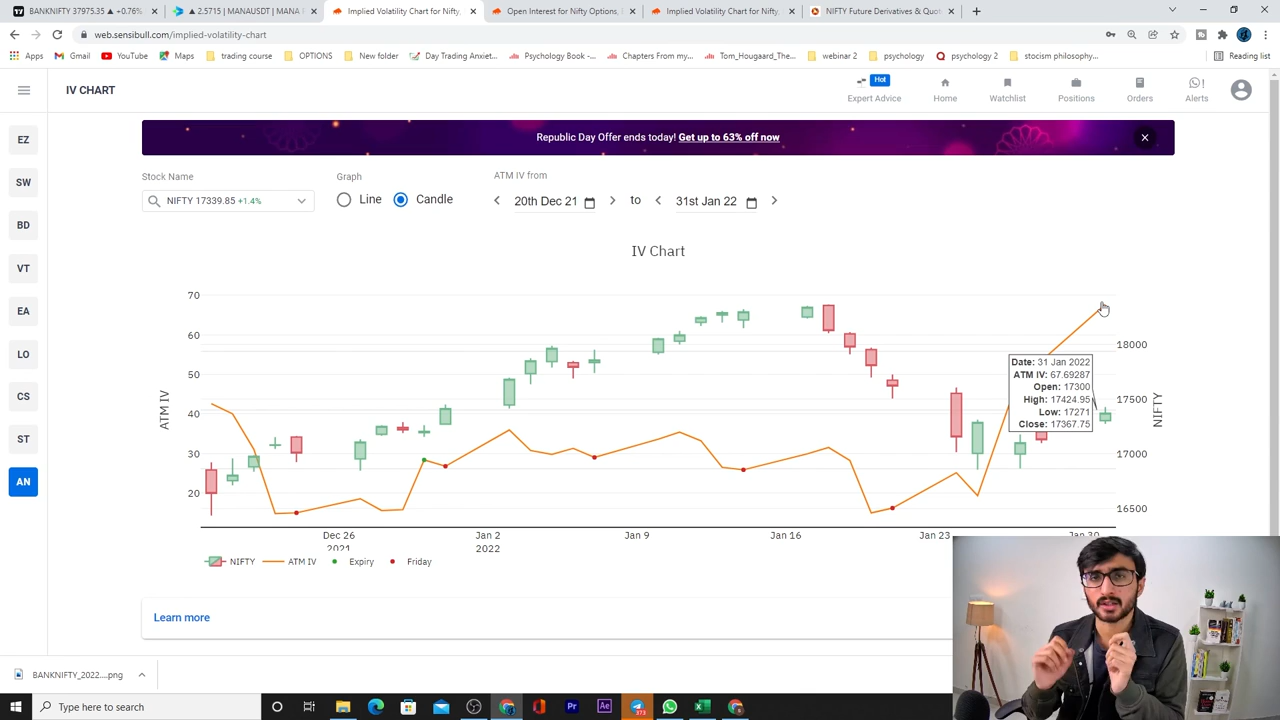 BANKNIFTY 37975.35 ▲ +0.76%
▲ 2.5715 | MANAUSDT | MANA
Implied Volatility Chart for Nifty,
Open Interest for Nifty Options, F
Implied Volatility Chart for Nifty,
NIFTY Future Derivatives & Quot
web.sensibull.com/implied-volatility-chart
Apps
Gmail
YouTube
Maps
trading course
OPTIONS
New folder
Day Trading Anxiet...
Psychology Book -...
Chapters From my...
Tom_Hougaard_The...
webinar 2
psychology
psychology 2
stocism philosophy...
Reading list
IV CHART
Hot
Expert Advice
Home
Watchlist
Positions
Orders
Alerts
EZ
SW
BD
VT
EA
LO
CS
ST
AN
Republic Day Offer ends today! Get up to 63% off now
Stock Name
NIFTY 17339.85 +1.4%
Graph
Line
Candle
ATM IV from
20th Dec 21
to
31st Jan 22
IV Chart
70
60
50
40
30
20
ATM IV
18000
17500
17000
16500
NIFTY
Date: 31 Jan 2022
ATM IV: 67.69287
Open: 17300
High: 17424.95
Low: 17271
Close: 17367.75
Dec 26
2021
Jan 2
2022
Jan 9
Jan 16
Jan 23
Jan 30
NIFTY
ATM IV
Expiry
Friday
Learn more
BANKNIFTY_2022....png
Type here to search